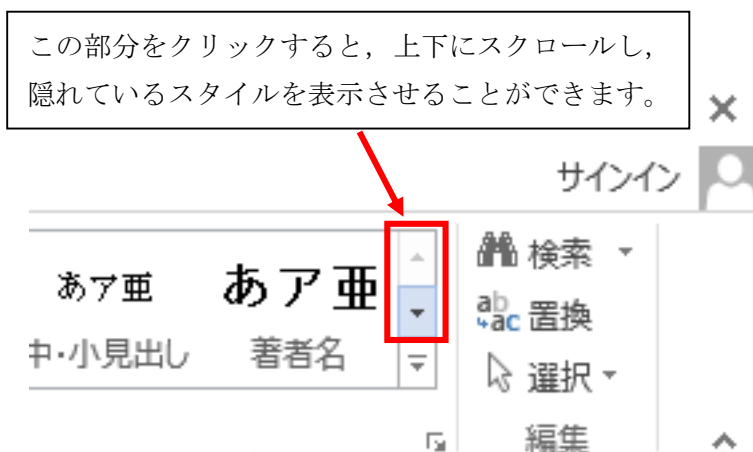 この部分をクリックすると，上下にスクロールし，
隠れているスタイルを表示させることができます。
サインイン
あア亜 あア亜
中・小見出し 著者名
検索
ab
ac 置換
選択
編集